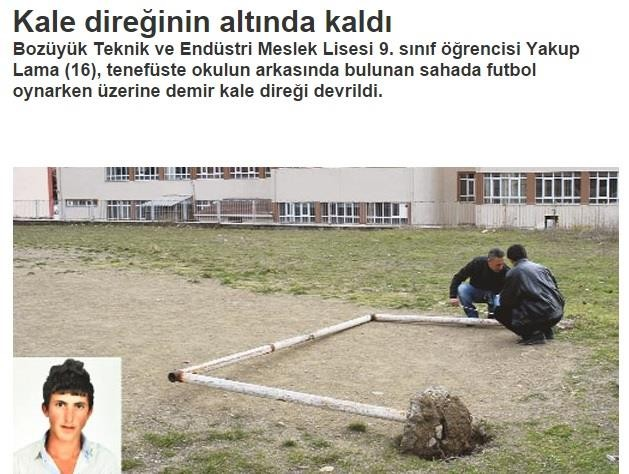 Kale direğinin altında kaldı
Bozüyük Teknik ve Endüstri Meslek Lisesi 9. sınıf öğrencisi Yakup
Lama (16), tenefüste okulun arkasında bulunan sahada futbol
oynarken üzerine demir kale direği devrildi.